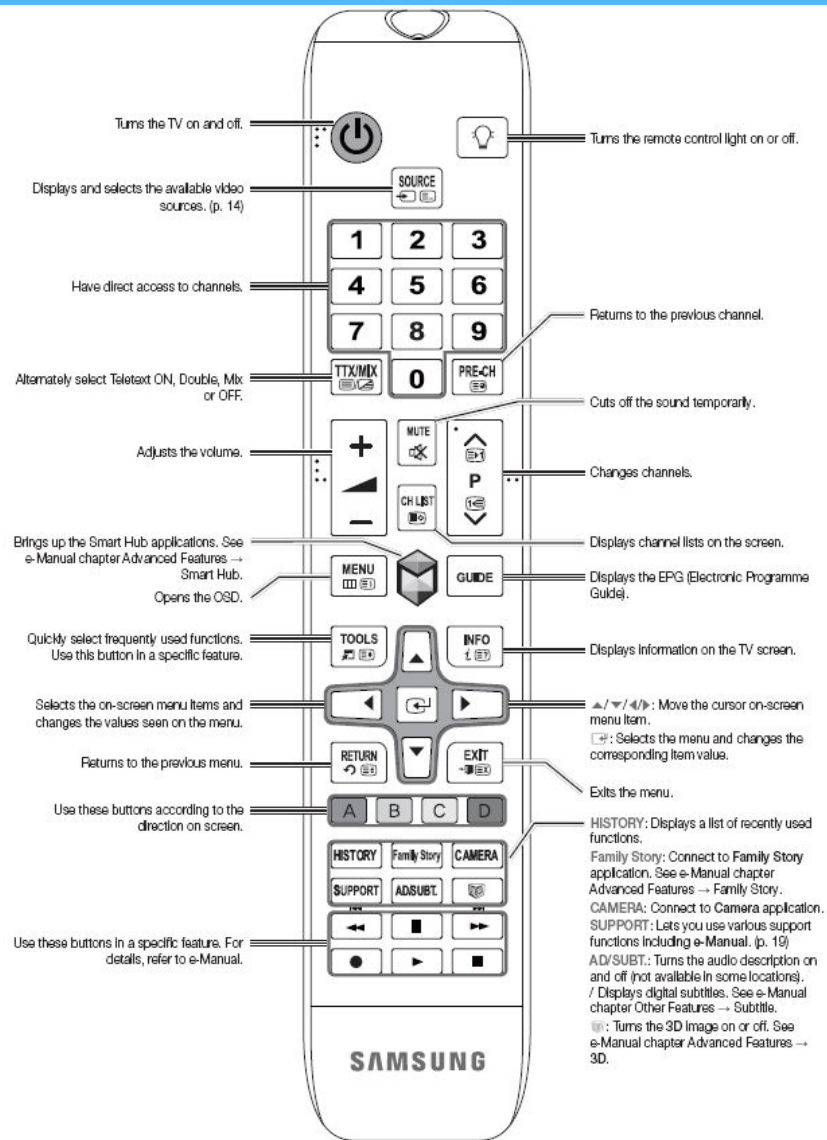 Turns the TV on and off.
Turns the remote control light on or off.
SOURCE
Displays and selects the available video
sources. (p. 14)
1 2 3
4 5 6
7 8 9
0
Have direct access to channels.
Returns to the previous channel.
TTX/MIX
PRE-CH
Alternately select Teletext ON, Double, Mix
or OFF.
Cuts off the sound temporarily.
MUTE
Adjusts the volume.
+
−
P
Changes channels.
CH LIST
Displays channel lists on the screen.
Brings up the Smart Hub applications. See
e-Manual chapter Advanced Features →
Smart Hub.
MENU
GUIDE
Opens the OSD.
Displays the EPG (Electronic Programme
Guide).
Quickly select frequently used functions.
Use this button in a specific feature.
TOOLS
INFO
Displays information on the TV screen.
Selects the on-screen menu items and
changes the values seen on the menu.
▲/▼/◄/►: Move the cursor on-screen
menu item.
: Selects the menu and changes the
corresponding item value.
Returns to the previous menu.
RETURN
EXIT
Exits the menu.
Use these buttons according to the
direction on screen.
A B C D
HISTORY Family Story CAMERA
SUPPORT AD/SUBT.
HISTORY: Displays a list of recently used
functions.
Family Story: Connect to Family Story
application. See e-Manual chapter
Advanced Features → Family Story.
CAMERA: Connect to Camera application.
SUPPORT: Lets you use various support
functions including e-Manual. (p. 19)
AD/SUBT.: Turns the audio description on
and off (not available in some locations).
/ Displays digital subtitles. See e-Manual
chapter Other Features → Subtitle.
: Turns the 3D image on or off. See
e-Manual chapter Advanced Features →
3D.
Use these buttons in a specific feature. For
details, refer to e-Manual.
SAMSUNG